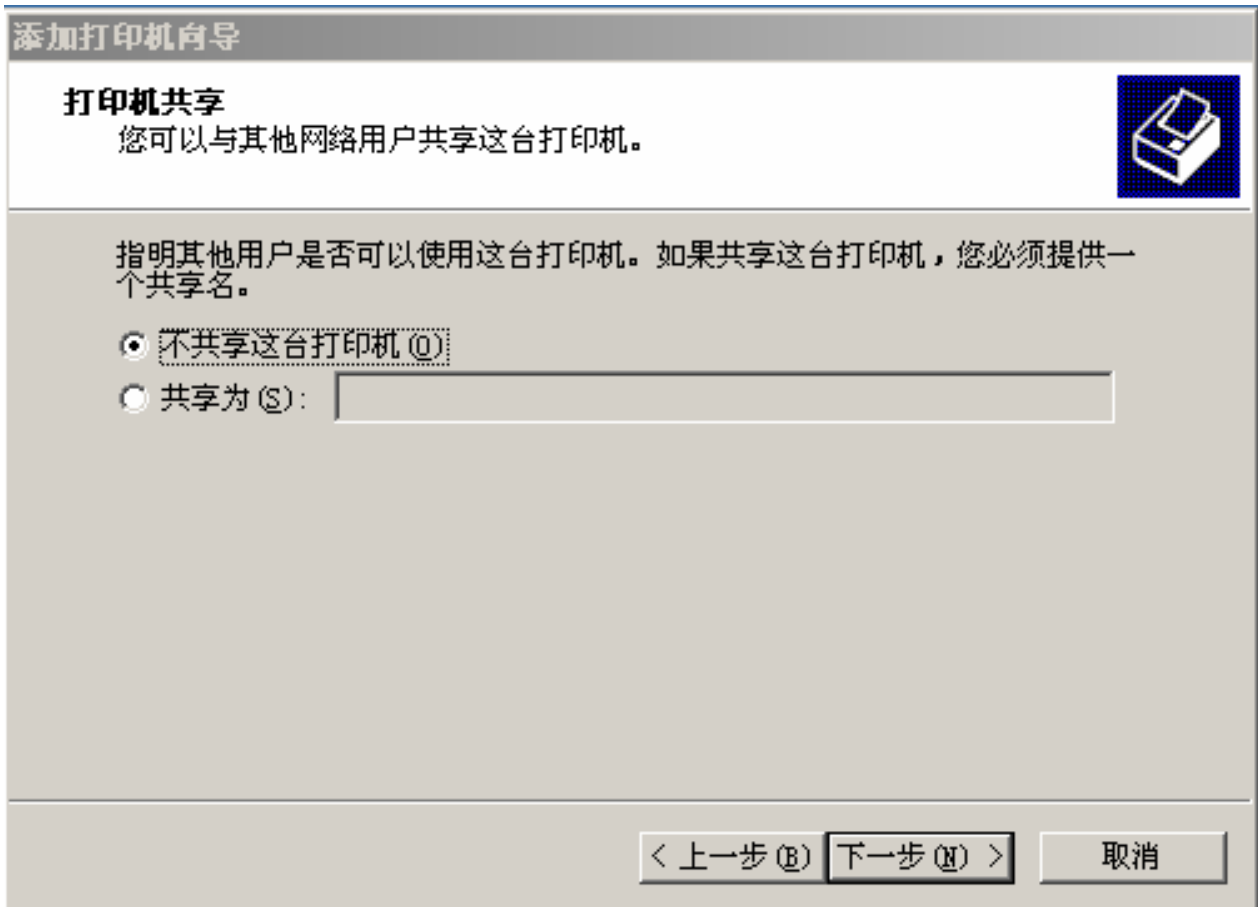 添加打印机向导
打印机共享
您可以与其他网络用户共享这台打印机。
指明其他用户是否可以使用这台打印机。如果共享这台打印机，您必须提供一
个共享名。
不共享这台打印机(O)
共享为(S):
< 上一步(B) 下一步(N) > 取消